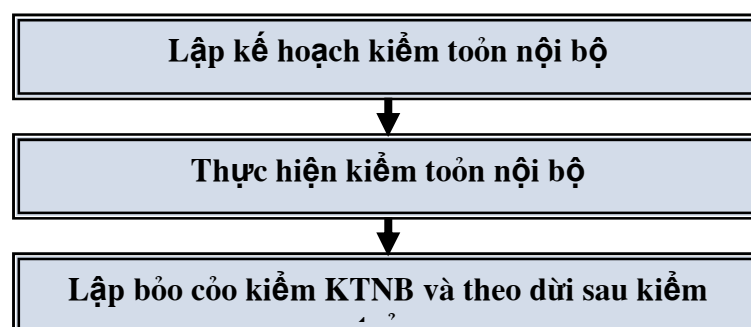 Lập kế hoạch kiểm toỏn nội bộ
Thực hiện kiểm toỏn nội bộ
Lập bỏo cỏo kiểm KTNB và theo dừi sau kiểm